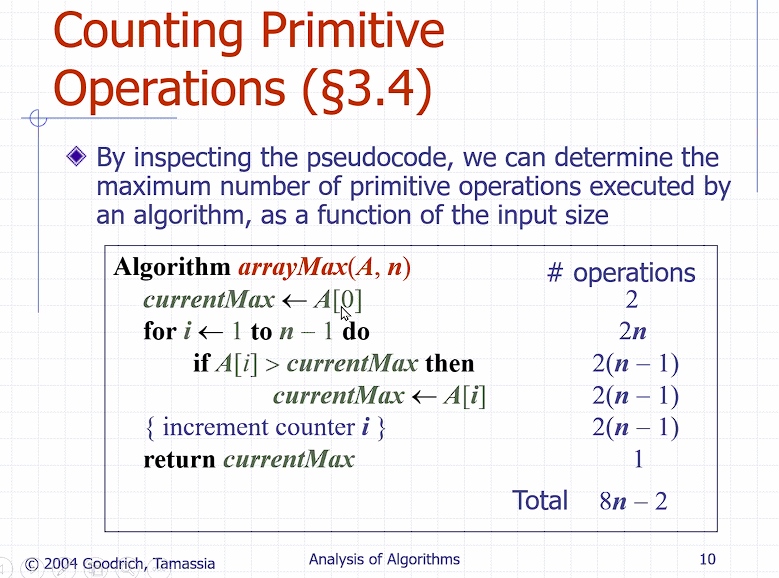 Counting Primitive
Operations (§3.4)
By inspecting the pseudocode, we can determine the
maximum number of primitive operations executed by
an algorithm, as a function of the input size
Algorithm arrayMax(A, n)
# operations
currentMax ← A[0] 2
for i ← 1 to n – 1 do 2n
if A[i] > currentMax then 2(n – 1)
currentMax ← A[i] 2(n – 1)
{ increment counter i } 2(n – 1)
return currentMax 1
Total 8n – 2
© 2004 Goodrich, Tamassia Analysis of Algorithms 10